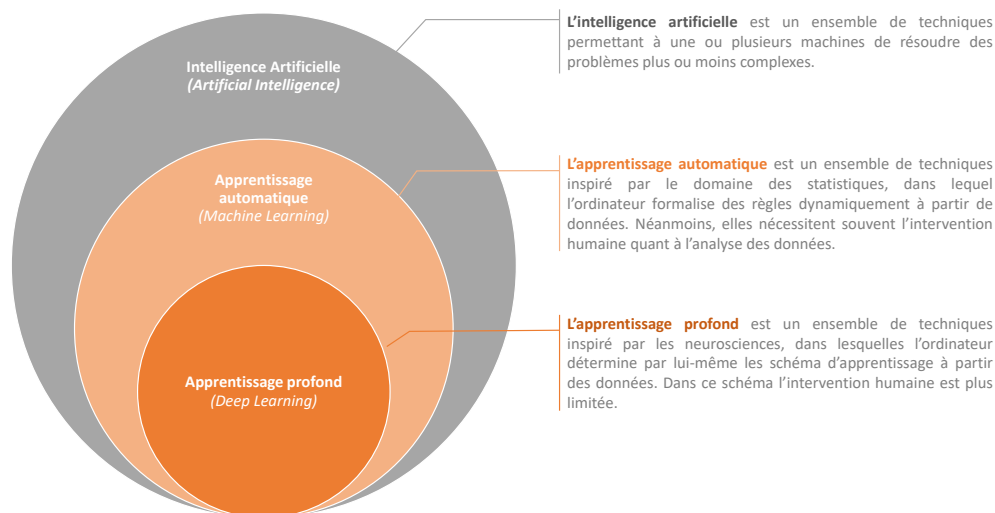 Intelligence Artificielle
(Artificial Intelligence)
L’intelligence artificielle est un ensemble de techniques
permettant à une ou plusieurs machines de résoudre des
problèmes plus ou moins complexes.
Apprentissage
automatique
(Machine Learning)
L’apprentissage automatique est un ensemble de techniques
inspiré par le domaine des statistiques, dans lequel
l’ordinateur formalise des règles dynamiquement à partir de
données. Néanmoins, elles nécessitent souvent l’intervention
humaine quant à l’analyse des données.
Apprentissage profond
(Deep Learning)
L’apprentissage profond est un ensemble de techniques
inspiré par les neurosciences, dans lesquelles l’ordinateur
détermine par lui-même les schéma d’apprentissage à partir
des données. Dans ce schéma l’intervention humaine est plus
limitée.